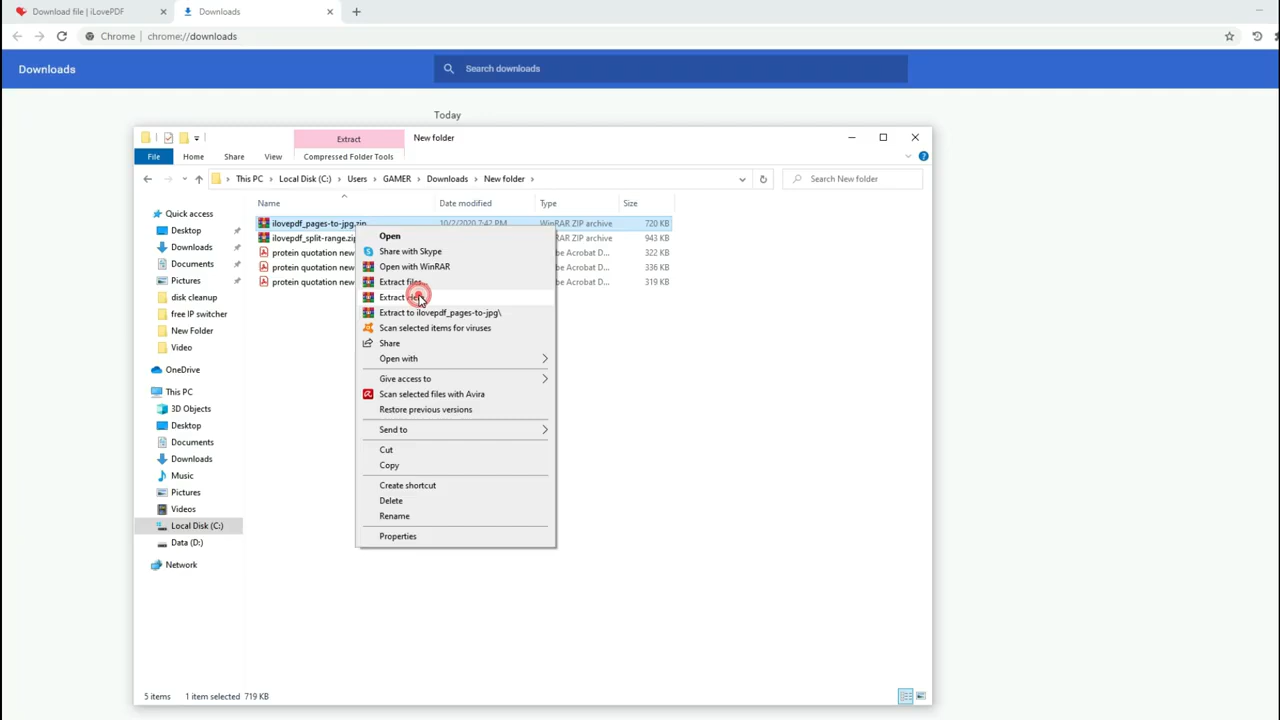 Download file | iLovePDF
Downloads
Chrome
chrome://downloads
Downloads
Search downloads
Today
Extract
New folder
File
Home
Share
View
Compressed Folder Tools
This PC
Local Disk (C:)
Users
GAMER
Downloads
New folder
Search New folder
Name
Date modified
Type
Size
Quick access
Desktop
Downloads
Documents
Pictures
disk cleanup
free IP switcher
New Folder
Video
OneDrive
This PC
3D Objects
Desktop
Documents
Downloads
Music
Pictures
Videos
Local Disk (C:)
Data (D:)
Network
ilovepdf_pages-to-jpg.zip 10/2/2020 7:42 PM WinRAR ZIP archive 720 KB
ilovepdf_split-range.zip RAR ZIP archive 943 KB
protein quotation new be Acrobat D... 322 KB
protein quotation new be Acrobat D... 336 KB
protein quotation new be Acrobat D... 319 KB
Open
Share with Skype
Open with WinRAR
Extract files...
Extract
Extract to ilovepdf_pages-to-jpg\
Scan selected items for viruses
Share
Open with
Give access to
Scan selected files with Avira
Restore previous versions
Send to
Cut
Copy
Create shortcut
Delete
Rename
Properties
5 items 1 item selected 719 KB